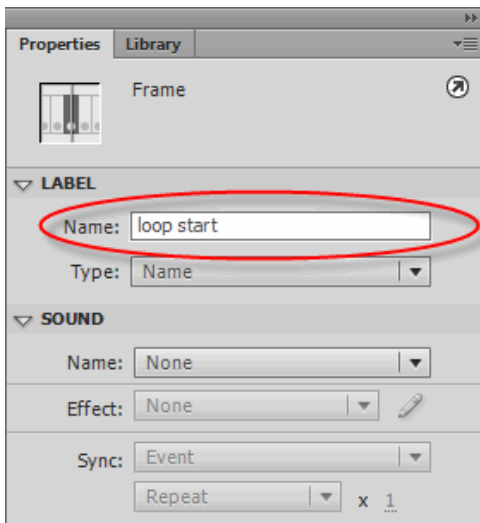 Properties Library
Frame
LABEL
Name: loop start
Type: Name
SOUND
Name: None
Effect: None
Sync: Event
Repeat x 1